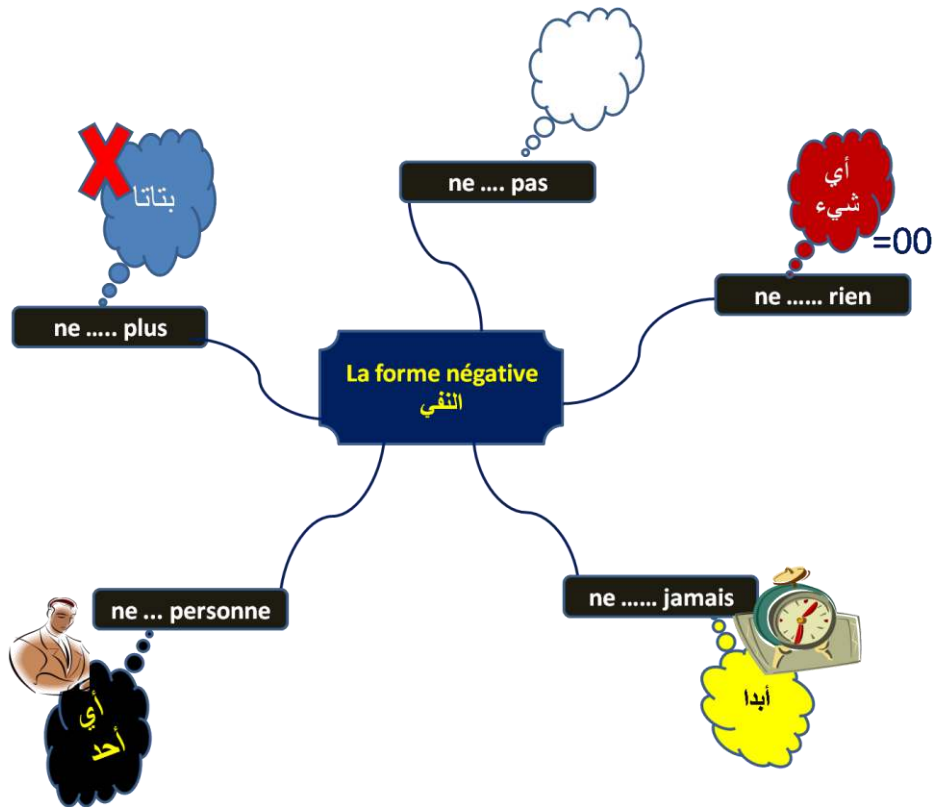 ne .... pas
أي
شيء
=00
بتاتا
ne ...... rien
ne ..... plus
La forme négative
النفي
ne ... personne
ne ...... jamais
أبدا
أي
أحد